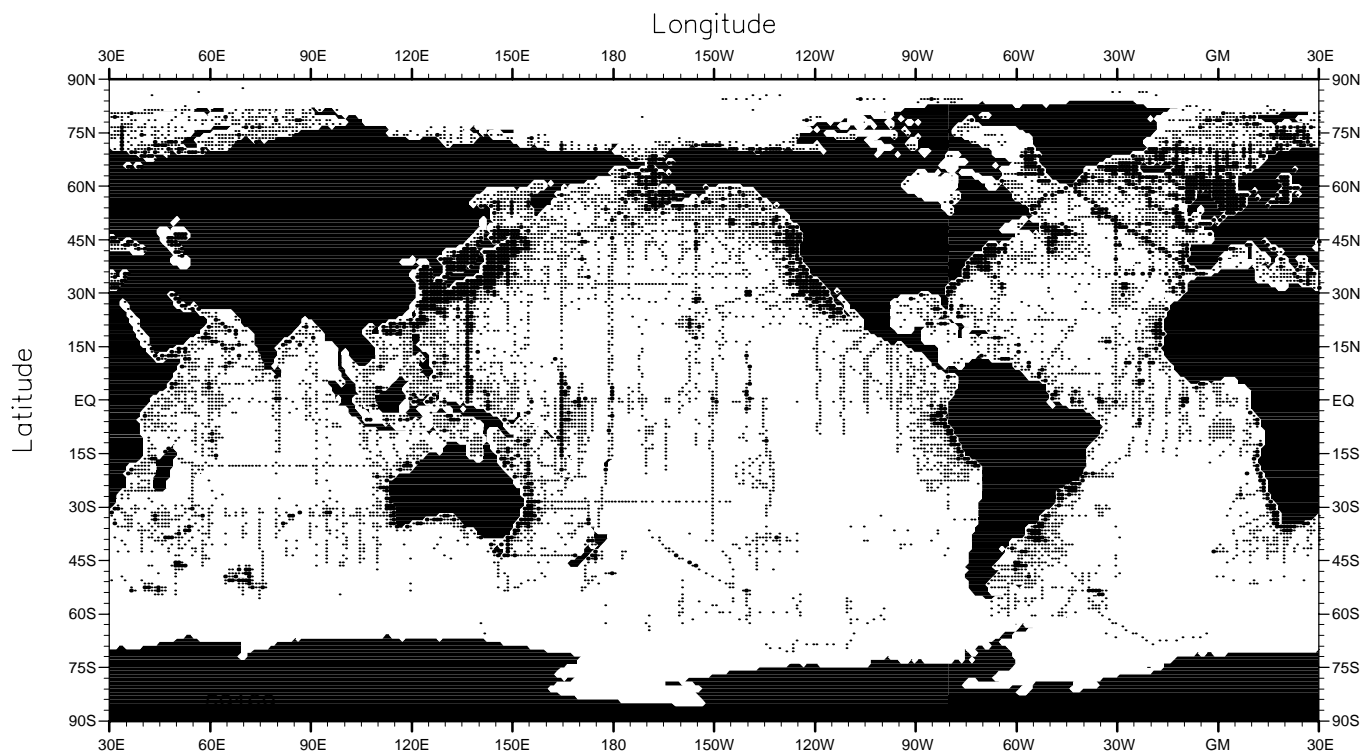 Longitude
30E 60E 90E 120E 150E 180 150W 120W 90W 60W 30W GM 30E
90N 90N
75N 75N
60N 60N
45N 45N
30N 30N
15N 15N
EQ EQ
15S 15S
30S 30S
45S 45S
60S 60S
75S 75S
90S 90S
Latitude
30E 60E 90E 120E 150E 180 150W 120W 90W 60W 30W GM 30E